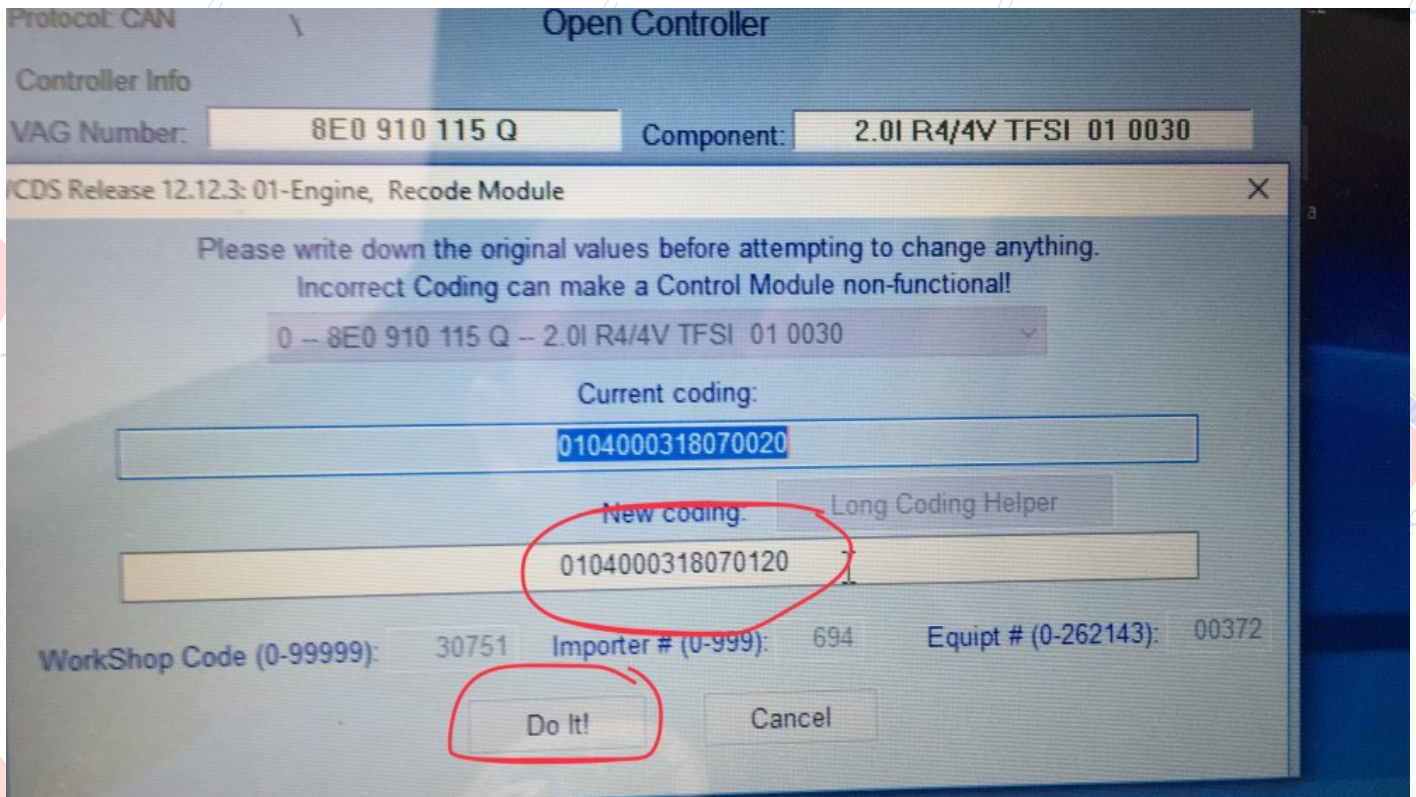 Protocol: CAN
Open Controller
Controller Info
VAG Number: 8E0 910 115 Q Component: 2.0l R4/4V TFSI 01 0030
/CDS Release 12.12.3: 01-Engine, Recode Module
Please write down the original values before attempting to change anything.
Incorrect Coding can make a Control Module non-functional!
0 -- 8E0 910 115 Q -- 2.0l R4/4V TFSI 01 0030
Current coding:
0104000318070020
New coding: Long Coding Helper
0104000318070120
WorkShop Code (0-99999): 30751 Importer # (0-999): 694 Equipt # (0-262143): 00372
Do It! Cancel